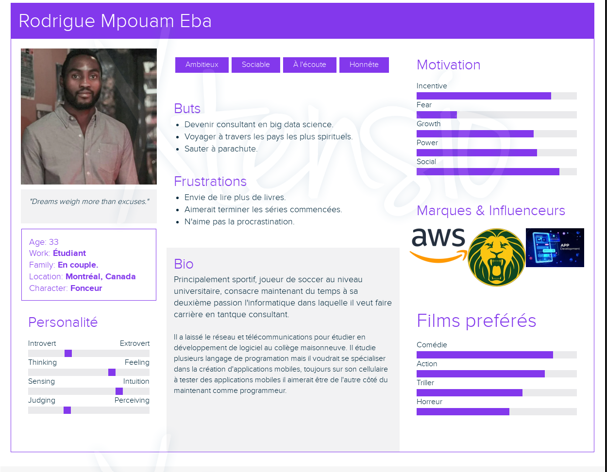 Rodrigue Mpouam Eba
"Dreams weigh more than excuses."
Age: 33
Work: Étudiant
Family: En couple.
Location: Montréal, Canada
Character: Fonceur
Personalité
Introvert Extrovert
Thinking Feeling
Sensing Intuition
Judging Perceiving
Ambitieux Sociable À l'écoute Honnête
Buts
Devenir consultant en big data science.
Voyager à travers les pays les plus spirituels.
Sauter à parachute.
Frustrations
Envie de lire plus de livres.
Aimerait terminer les séries commencées.
N'aime pas la procrastination.
Bio
Principalement sportif, joueur de soccer au niveau
universitaire, consacre maintenant du temps à sa
deuxième passion l'informatique dans laquelle il veut faire
carrière en tantque consultant.
Il a laissé le réseau et télécommunications pour étudier en
développement de logiciel au collège maisonneuve. Il étudie
plusieurs langage de programation mais il voudrait se spécialiser
dans la création d'applications mobiles, toujours sur son cellulaire
à tester des applications mobiles il aimerait être de l'autre côté du
maintenant comme programmeur.
Motivation
Incentive
Fear
Growth
Power
Social
Marques & Influenceurs
aws
APP
Development
Films preférés
Comédie
Action
Triller
Horreur
xtensio